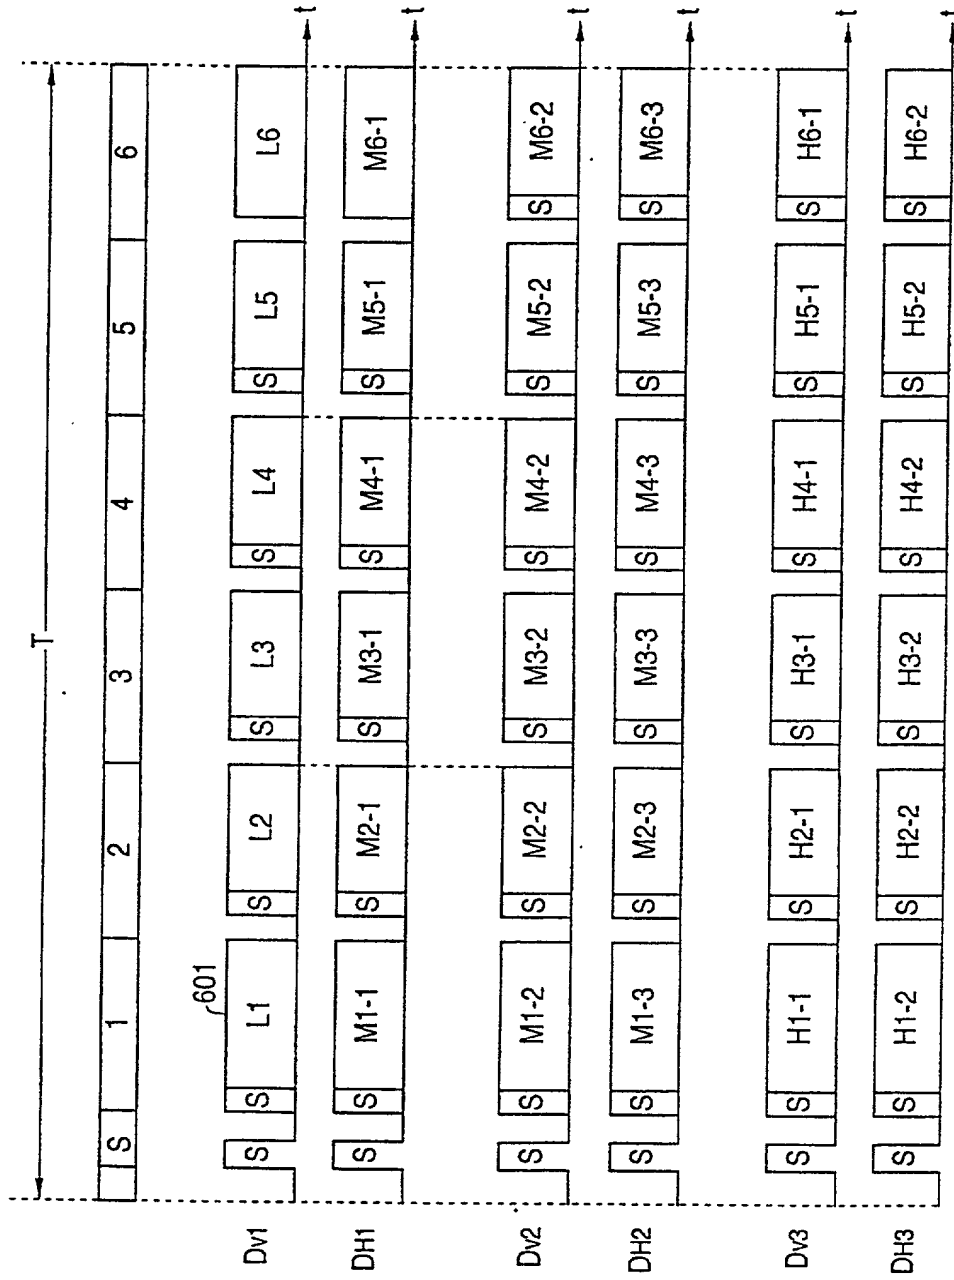 T
S 1 2 3 4 5 6
601
Dv1 S S L1 S L2 S L3 S L4 S L5 L6 t
DH1 S S M1-1 S M2-1 S M3-1 S M4-1 S M5-1 M6-1 t
Dv2 S S M1-2 S M2-2 S M3-2 S M4-2 S M5-2 S M6-2 t
DH2 S S M1-3 S M2-3 S M3-3 S M4-3 S M5-3 S M6-3 t
Dv3 S S H1-1 S H2-1 S H3-1 S H4-1 S H5-1 S H6-1 t
DH3 S S H1-2 S H2-2 S H3-2 S H4-2 S H5-2 S H6-2 t